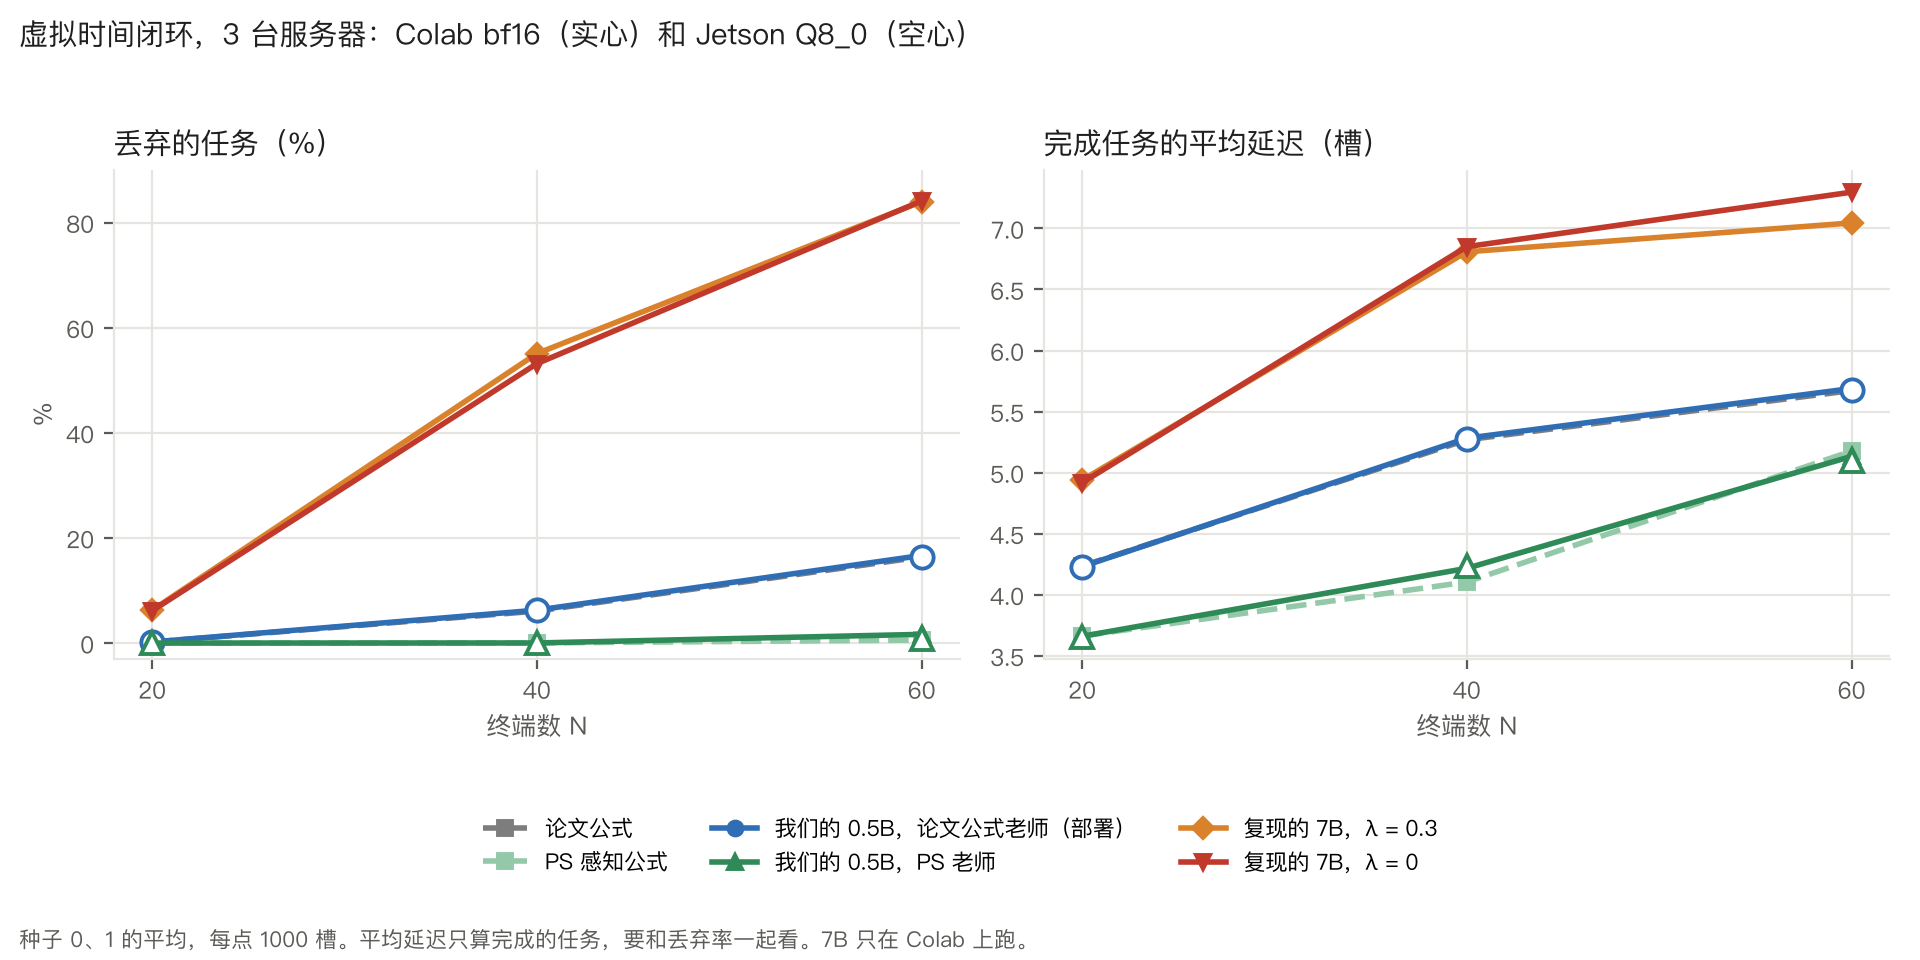 虚拟时间闭环，3 台服务器：Colab bf16（实心）和 Jetson Q8_0（空心）
丢弃的任务（%）
80
60
40
20
0
%
20
40
60
终端数 N
完成任务的平均延迟（槽）
7.0
6.5
6.0
5.5
5.0
4.5
4.0
3.5
20
40
60
终端数 N
论文公式
PS 感知公式
我们的 0.5B，论文公式老师（部署）
我们的 0.5B，PS 老师
复现的 7B，λ = 0.3
复现的 7B，λ = 0
种子 0、1 的平均，每点 1000 槽。平均延迟只算完成的任务，要和丢弃率一起看。7B 只在 Colab 上跑。